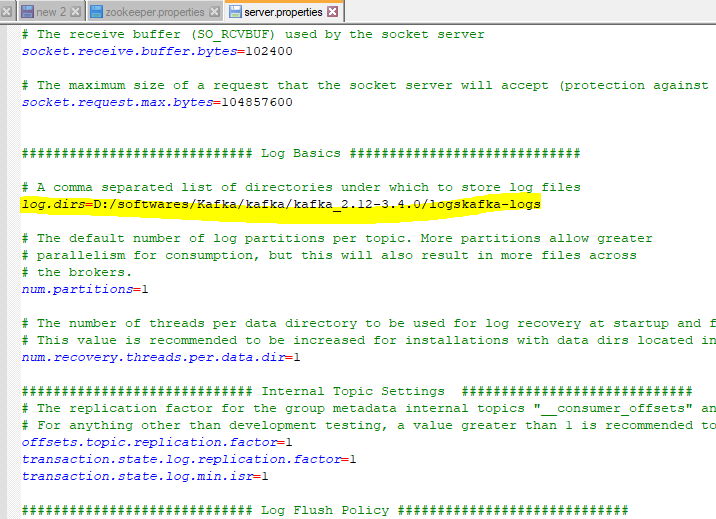 new 2 zookeeper.properties server.properties
# The receive buffer (SO_RCVBUF) used by the socket server
socket.receive.buffer.bytes=102400
# The maximum size of a request that the socket server will accept (protection against
socket.request.max.bytes=104857600
############################# Log Basics #############################
# A comma separated list of directories under which to store log files
log.dirs=D:/softwares/Kafka/kafka/kafka_2.12-3.4.0/logskafka-logs
# The default number of log partitions per topic. More partitions allow greater
# parallelism for consumption, but this will also result in more files across
# the brokers.
num.partitions=1
# The number of threads per data directory to be used for log recovery at startup and f
# This value is recommended to be increased for installations with data dirs located in
num.recovery.threads.per.data.dir=1
############################# Internal Topic Settings #############################
# The replication factor for the group metadata internal topics "__consumer_offsets" an
# For anything other than development testing, a value greater than 1 is recommended to
offsets.topic.replication.factor=1
transaction.state.log.replication.factor=1
transaction.state.log.min.isr=1
############################# Log Flush Policy #############################